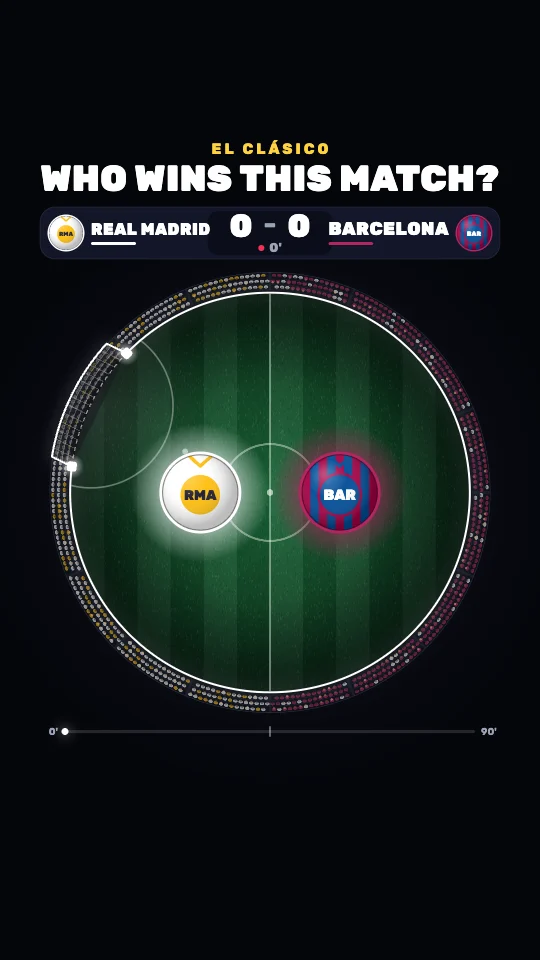 EL CLÁSICO
WHO WINS THIS MATCH?
RMA REAL MADRID 0 - 0 BARCELONA BAR
0'
RMA BAR
0' 90'